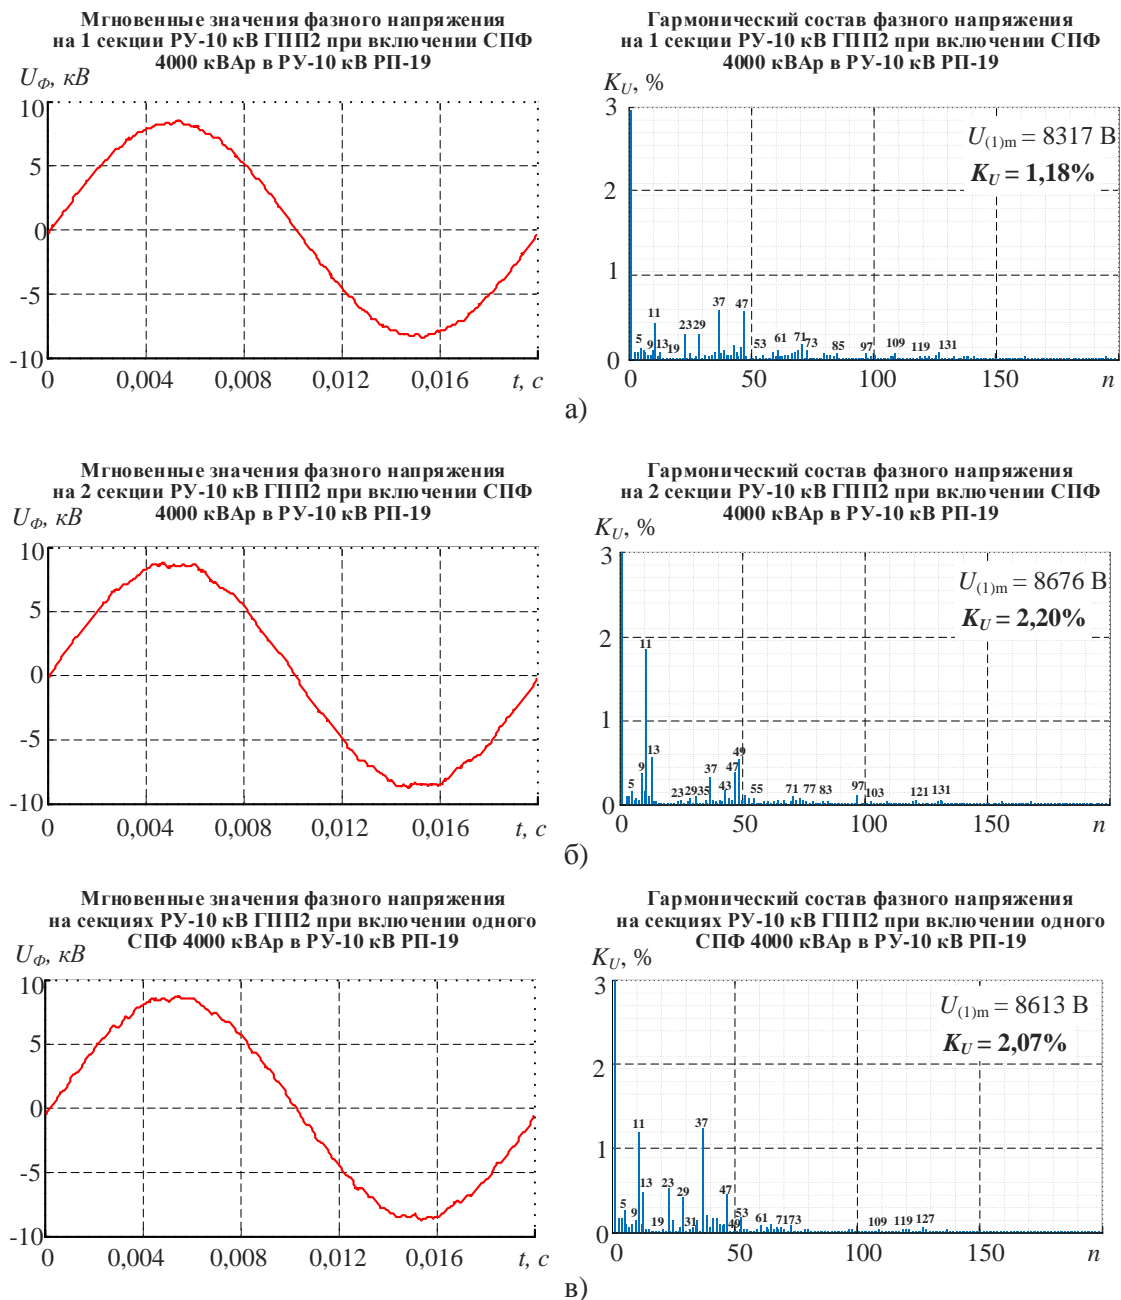 Мгновенные значения фазного напряжения
на 1 секции РУ-10 кВ ГПП2 при включении СПФ
4000 кВАр в РУ-10 кВ РП-19
UФ, кВ
10
5
0
-5
-10
0 0,004 0,008 0,012 0,016 t, c
Гармонический состав фазного напряжения
на 1 секции РУ-10 кВ ГПП2 при включении СПФ
4000 кВАр в РУ-10 кВ РП-19
KU, %
3
U(1)m = 8317 В
KU = 1,18%
2
1
37 47
11
23 29
5 9 13 19 53 61 71 73 85 97 109 119 131
0
0 50 100 150 n
а)
Мгновенные значения фазного напряжения
на 2 секции РУ-10 кВ ГПП2 при включении СПФ
4000 кВАр в РУ-10 кВ РП-19
UФ, кВ
10
5
0
-5
-10
0 0,004 0,008 0,012 0,016 t, c
Гармонический состав фазного напряжения
на 2 секции РУ-10 кВ ГПП2 при включении СПФ
4000 кВАр в РУ-10 кВ РП-19
KU, %
3
U(1)m = 8676 В
KU = 2,20%
2
11
1
13 49
9 37 47
5 23 29 35 43 55 71 77 83 97 103 121 131
0
0 50 100 150 n
б)
Мгновенные значения фазного напряжения
на секциях РУ-10 кВ ГПП2 при включении одного
СПФ 4000 кВАр в РУ-10 кВ РП-19
UФ, кВ
10
5
0
-5
-10
0 0,004 0,008 0,012 0,016 t, c
Гармонический состав фазного напряжения
на секциях РУ-10 кВ ГПП2 при включении одного
СПФ 4000 кВАр в РУ-10 кВ РП-19
KU, %
3
U(1)m = 8613 В
KU = 2,07%
2
11 37
1
13 23 29 47
5 9 19 31 49 53 61 71 73 109 119 127
0
0 50 100 150 n
в)